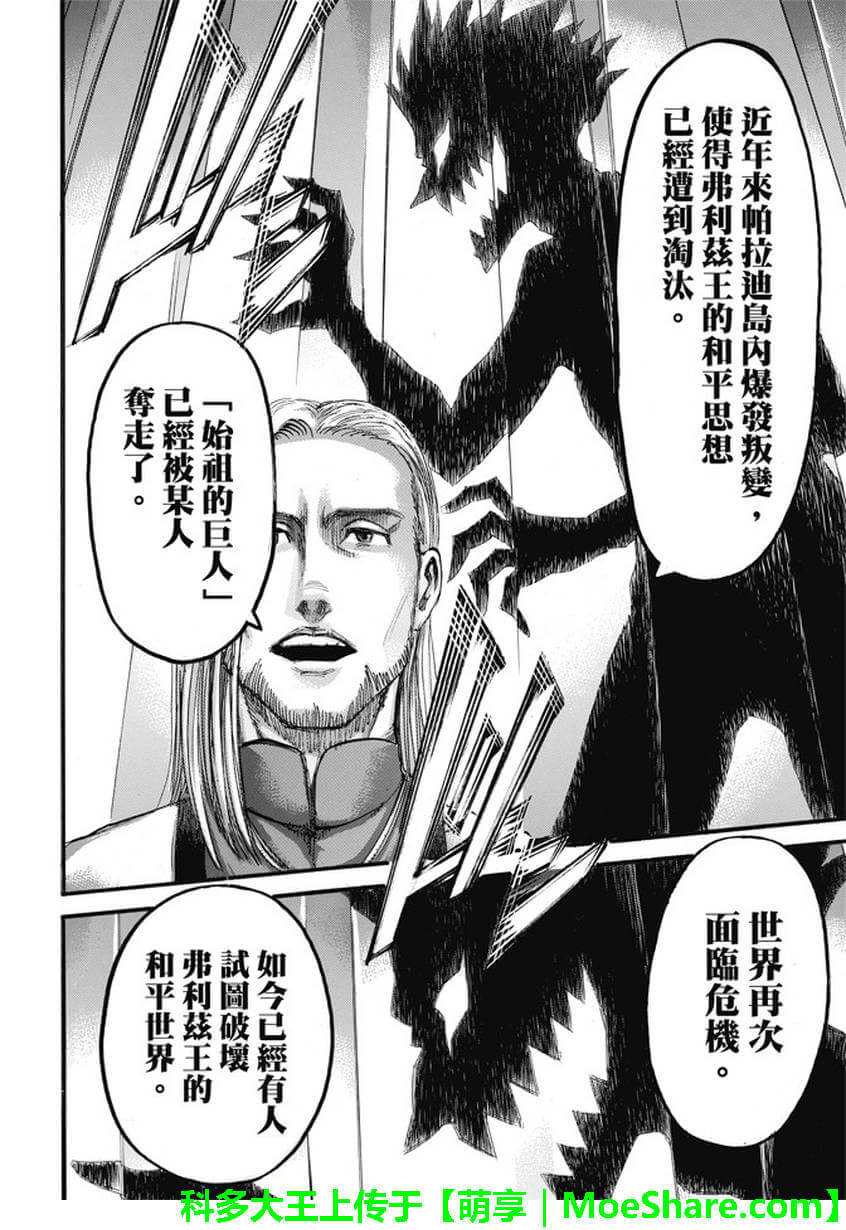 近年來帕拉迪島內爆發叛變，
使得弗利茲王的和平思想
已經遭到淘汰。
「始祖的巨人」
已經被某人
奪走了。
世界再次
面臨危機。
如今已經有人
試圖破壞
弗利茲王的
和平世界。
科多大王上传于【萌享｜MoeShare.com】